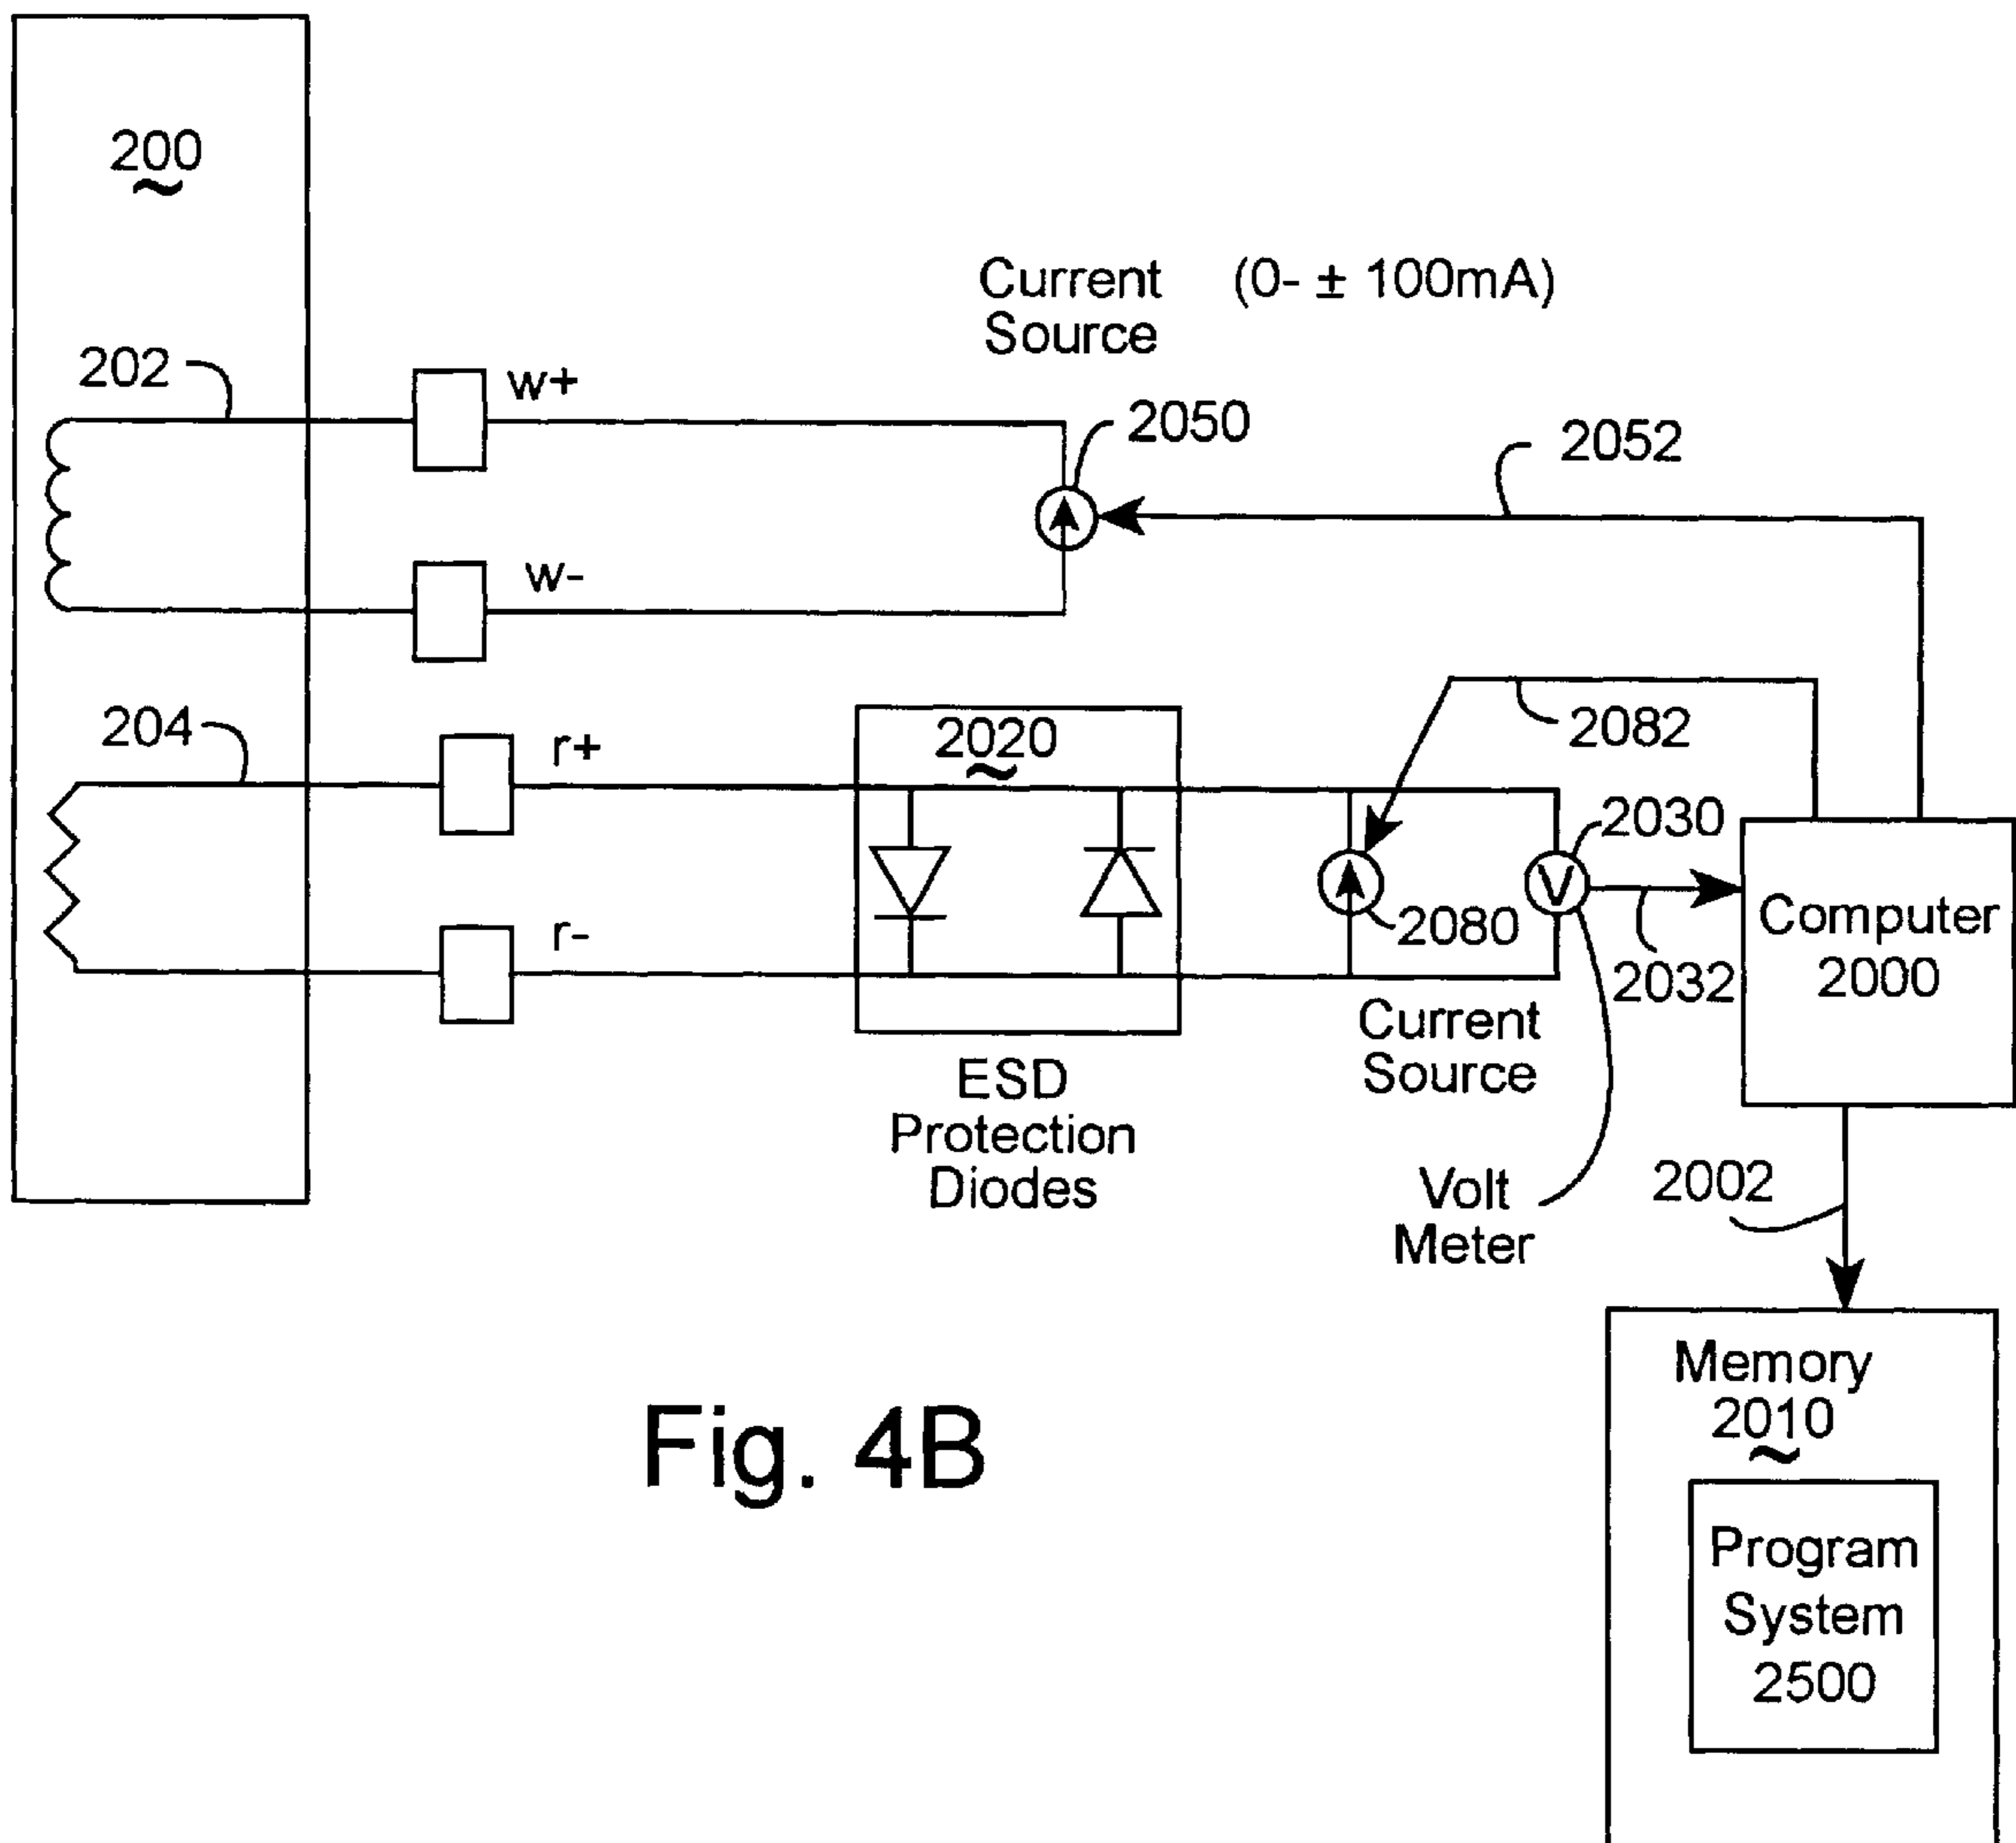 200
Current (0- ± 100mA)
Source
202
w+
2050
2052
w-
204
r+
2020
2082
2030
2080
r-
2032
Computer
2000
Current
Source
ESD
Protection
Diodes
Volt
Meter
2002
Memory
2010
Program
System
2500
V
Fig. 4B